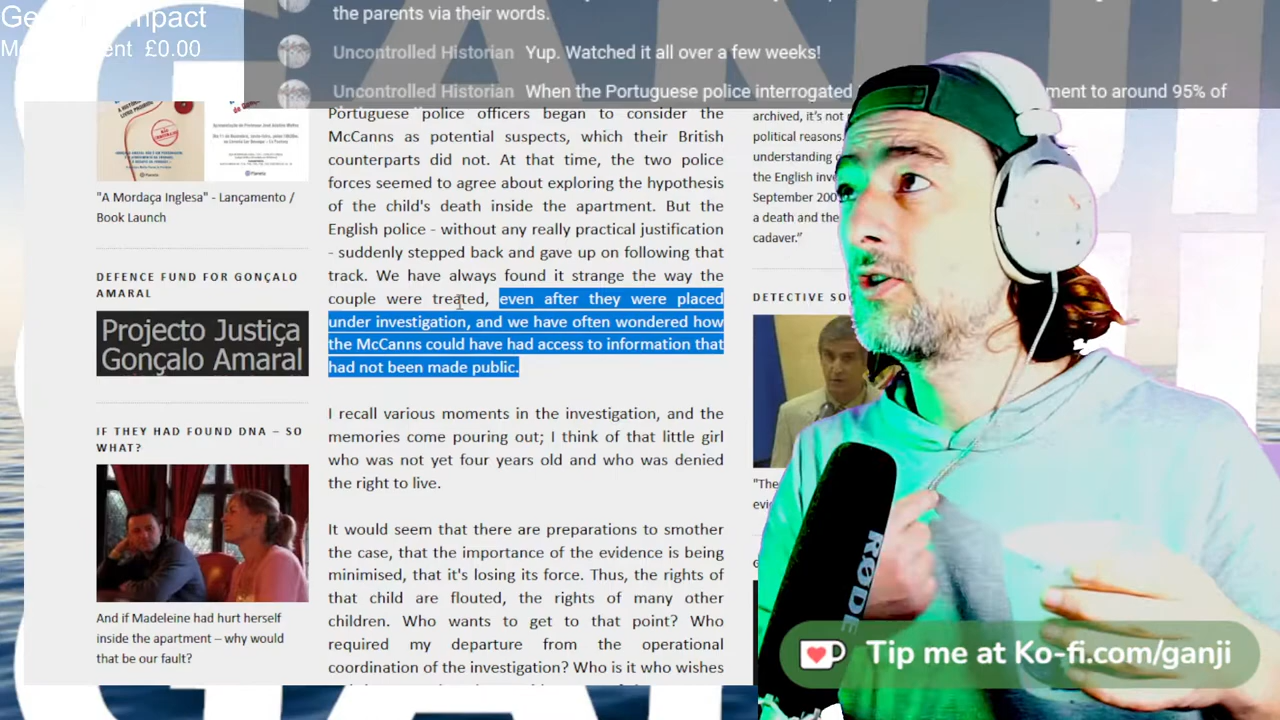 Ge Impact
Mo ent £0.00
the parents via their words.
Uncontrolled Historian Yup. Watched it all over a few weeks!
Uncontrolled Historian When the Portuguese police interrogated ment to around 95% of
"A Mordaça Inglesa" - Lançamento /
Book Launch
DEFENCE FUND FOR GONÇALO
AMARAL
Projecto Justiça
Gonçalo Amaral
IF THEY HAD FOUND DNA – SO
WHAT?
And if Madeleine had hurt herself
inside the apartment – why would
that be our fault?
Portuguese police officers began to consider the
McCanns as potential suspects, which their British
counterparts did not. At that time, the two police
forces seemed to agree about exploring the hypothesis
of the child's death inside the apartment. But the
English police - without any really practical justification
- suddenly stepped back and gave up on following that
track. We have always found it strange the way the
couple were treated, even after they were placed
under investigation, and we have often wondered how
the McCanns could have had access to information that
had not been made public.
I recall various moments in the investigation, and the
memories come pouring out; I think of that little girl
who was not yet four years old and who was denied
the right to live.
It would seem that there are preparations to smother
the case, that the importance of the evidence is being
minimised, that it's losing its force. Thus, the rights of
that child are flouted, the rights of many other
children. Who wants to get to that point? Who
required my departure from the operational
coordination of the investigation? Who is it who wishes
archived, it's not
political reasons
understanding
the English inve
September 200
a death and the
cadaver."
DETECTIVE SO
"The
evi
RØDE
Tip me at Ko-fi.com/ganji